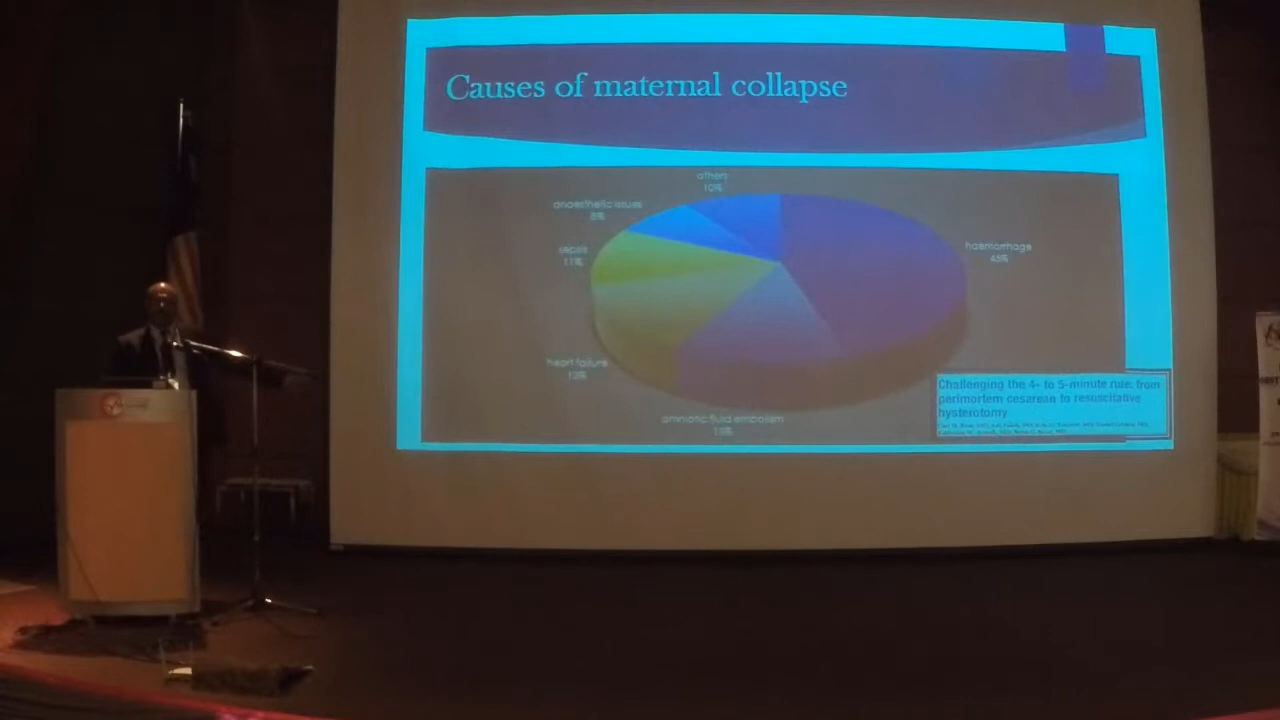 Causes of maternal collapse
others
10%
anaesthetic issues
8%
sepsis
11%
haemorrhage
45%
heart failure
13%
amniotic fluid embolism
13%
Challenging the 4- to 5-minute rule: from
perimortem cesarean to resuscitative
hysterotomy